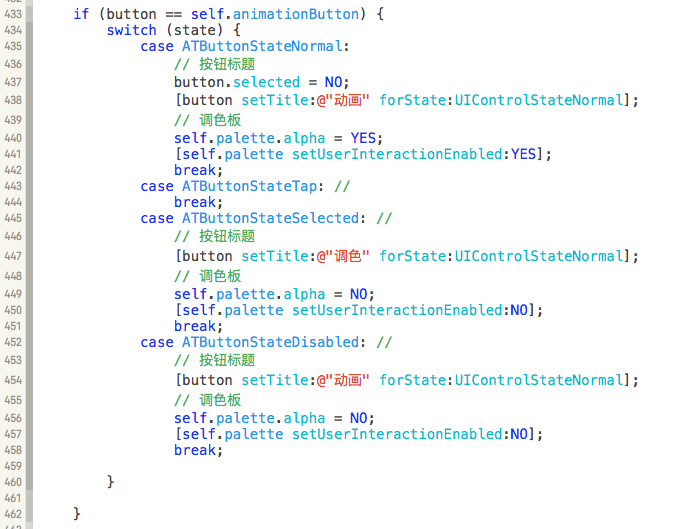 433 if (button == self.animationButton) {
434 switch (state) {
435 case ATButtonStateNormal:
436 // 按钮标题
437 button.selected = NO;
438 [button setTitle:@"动画" forState:UIControlStateNormal];
439 // 调色板
440 self.palette.alpha = YES;
441 [self.palette setUserInteractionEnabled:YES];
442 break;
443 case ATButtonStateTap: //
444 break;
445 case ATButtonStateSelected: //
446 // 按钮标题
447 [button setTitle:@"调色" forState:UIControlStateNormal];
448 // 调色板
449 self.palette.alpha = NO;
450 [self.palette setUserInteractionEnabled:NO];
451 break;
452 case ATButtonStateDisabled: //
453 // 按钮标题
454 [button setTitle:@"动画" forState:UIControlStateNormal];
455 // 调色板
456 self.palette.alpha = NO;
457 [self.palette setUserInteractionEnabled:NO];
458 break;
459
460 }
461
462 }